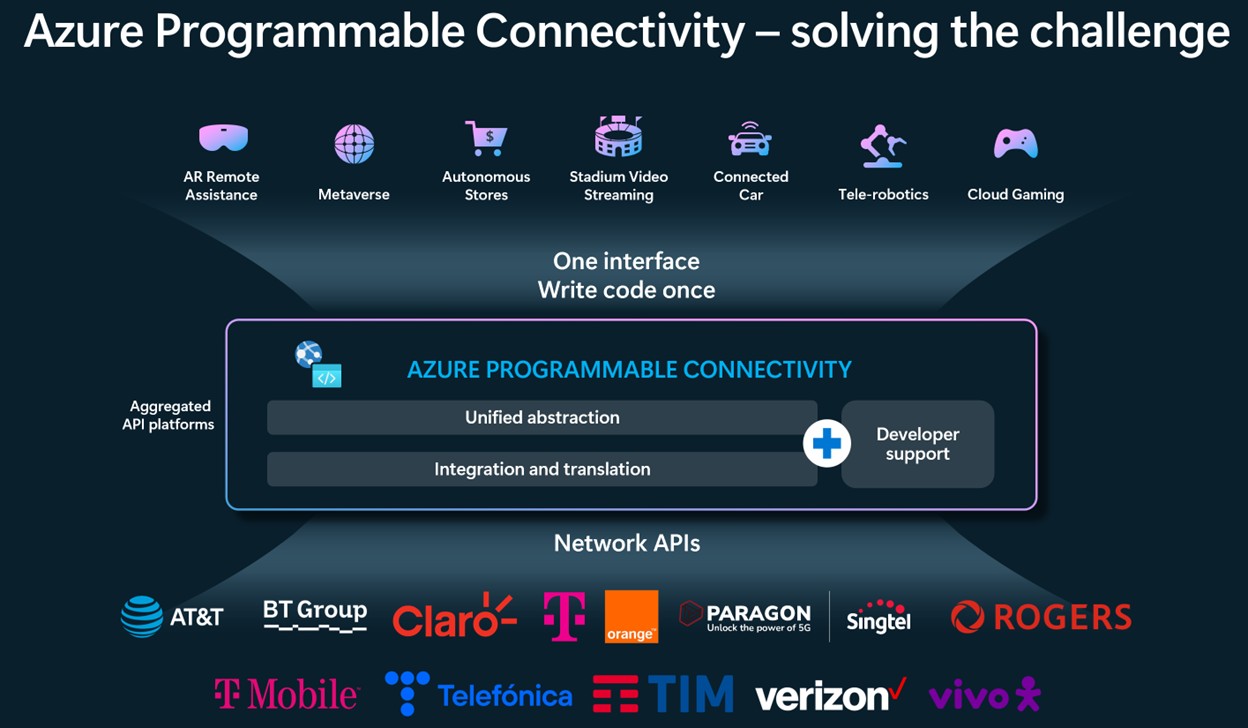 Azure Programmable Connectivity – solving the challenge
AR Remote
Assistance
Metaverse
$
Autonomous
Stores
Stadium Video
Streaming
Connected
Car
Tele-robotics
Cloud Gaming
One interface
Write code once
</>
AZURE PROGRAMMABLE CONNECTIVITY
Aggregated
API platforms
Unified abstraction
Integration and translation
Developer
support
Network APIs
AT&T
BT Group
Claro
T
orange™
PARAGON
Unlock the power of 5G
Singtel
ROGERS
T Mobile
Telefónica
TIM
verizon✓
vivo